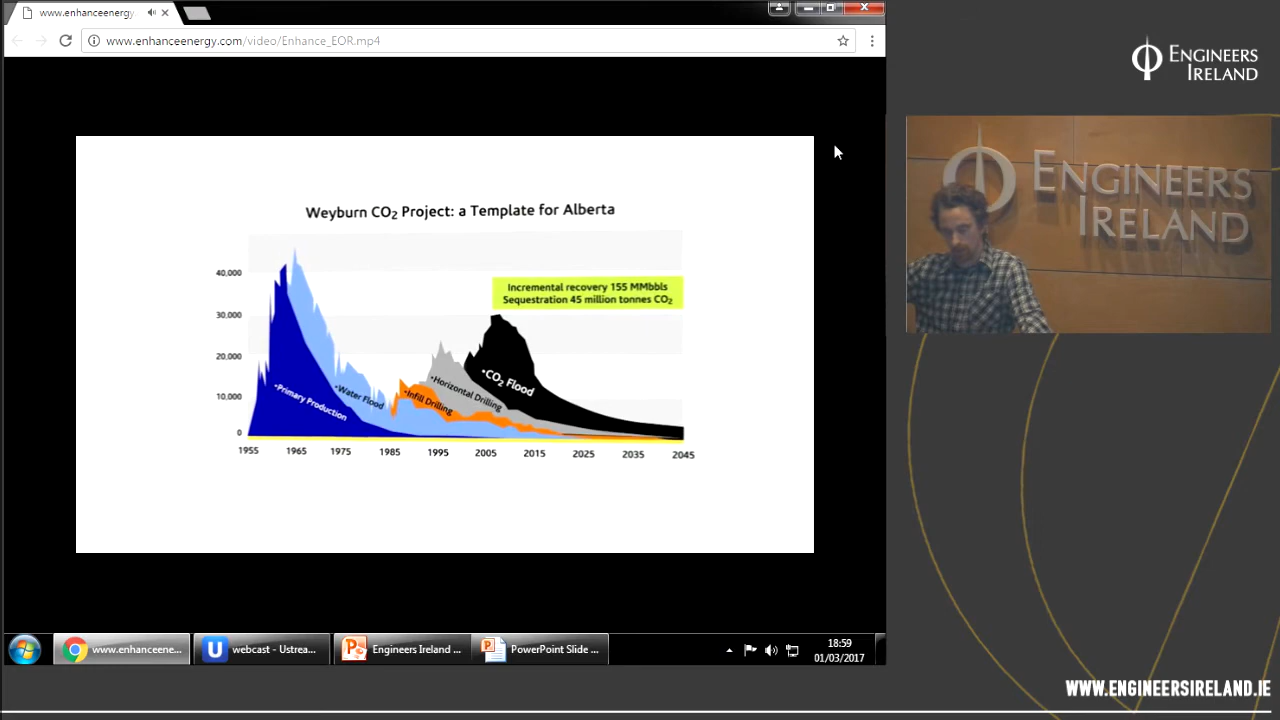 www.enhanceenergy.
www.enhanceenergy.com/video/Enhance_EOR.mp4
ENGINEERS
IRELAND
Weyburn CO2 Project: a Template for Alberta
40,000
30,000
20,000
10,000
0
Incremental recovery 155 MMbbls
Sequestration 45 million tonnes CO2
•Primary Production
•Water Flood
•Infill Drilling
•Horizontal Drilling
•CO2 Flood
1955 1965 1975 1985 1995 2005 2015 2025 2035 2045
ENGINEERS
IRELAND
www.enhanceene...
webcast - Ustrea...
Engineers Ireland ...
PowerPoint Slide ...
18:59
01/03/2017
WWW.ENGINEERSIRELAND.IE